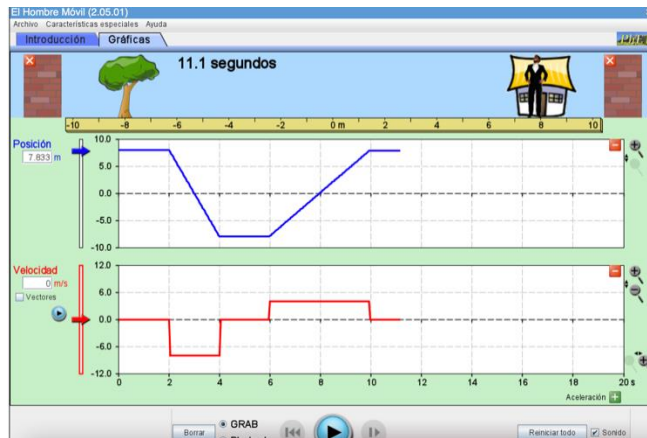 El Hombre Móvil (2.05.01)
Archivo Características especiales Ayuda
Introducción Gráficas
11.1 segundos
-10 -8 -6 -4 -2 0 m 2 4 6 8 10
Posición
7.833 m
10.0
5.0
0.0
-5.0
-10.0
Velocidad
0 m/s
Vectores
12.0
6.0
0.0
-6.0
-12.0
0 2 4 6 8 10 12 14 16 18 20 s
Aceleración
Borrar
GRAB
Reiniciar todo
Sonido